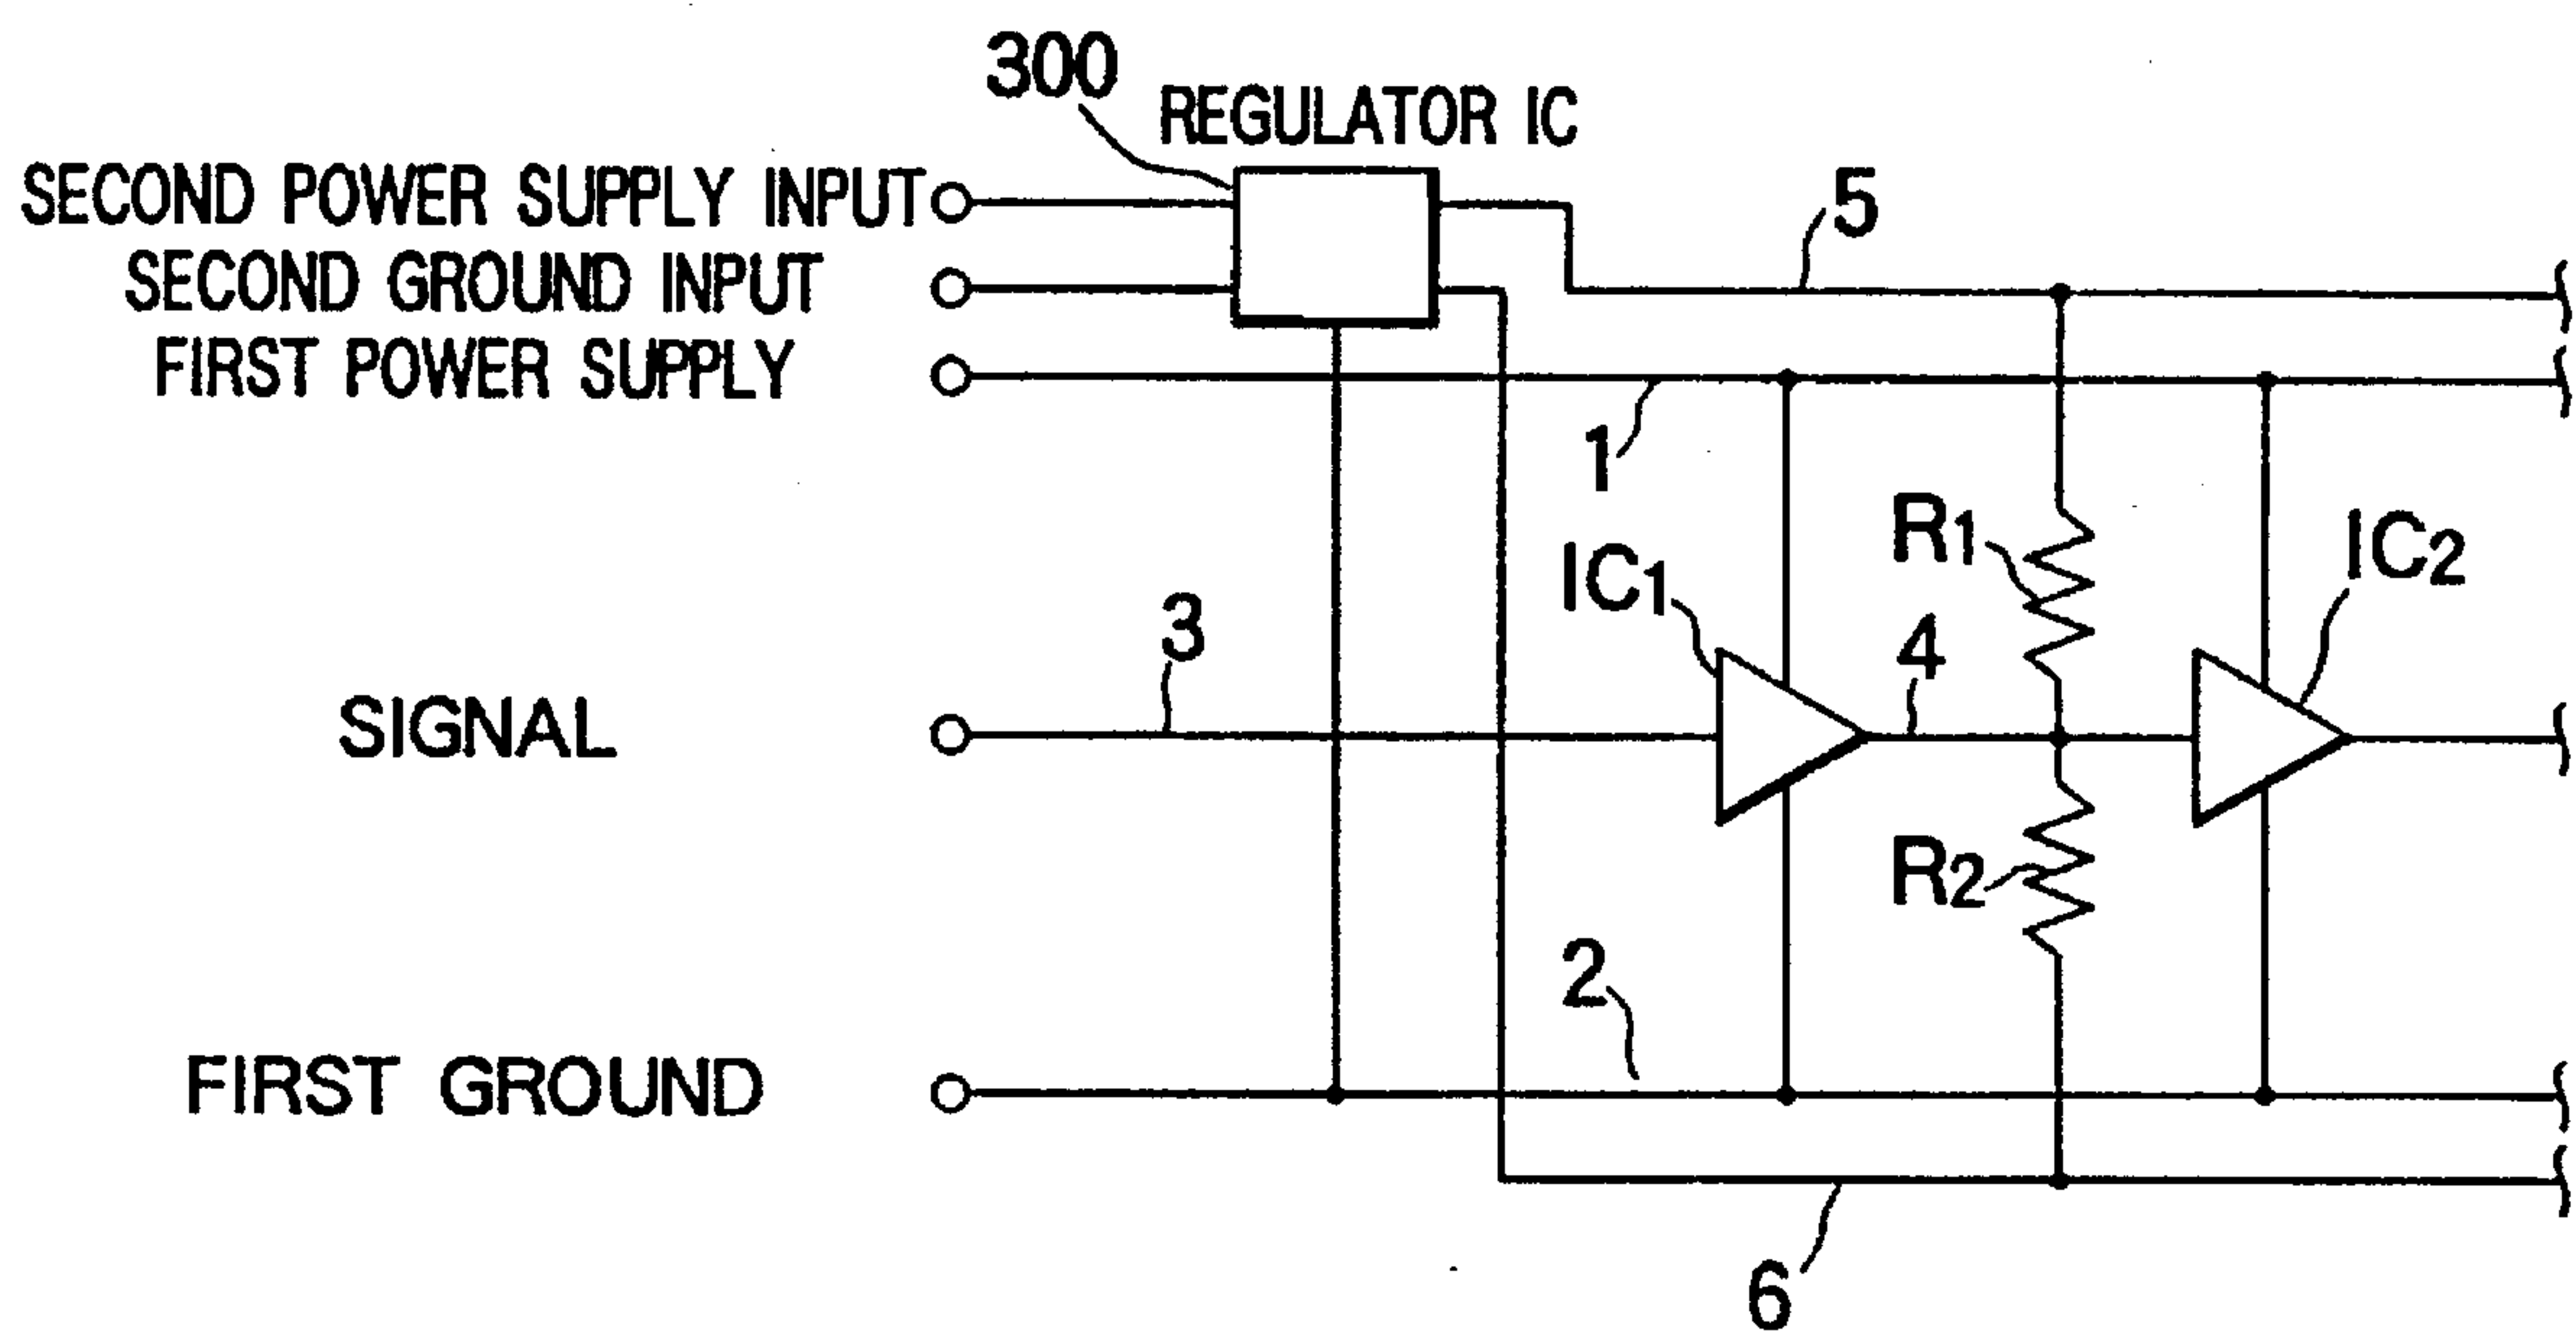 300
REGULATOR IC
SECOND POWER SUPPLY INPUT
5
SECOND GROUND INPUT
FIRST POWER SUPPLY
1
R1
IC1
IC2
3
4
SIGNAL
R2
2
FIRST GROUND
6